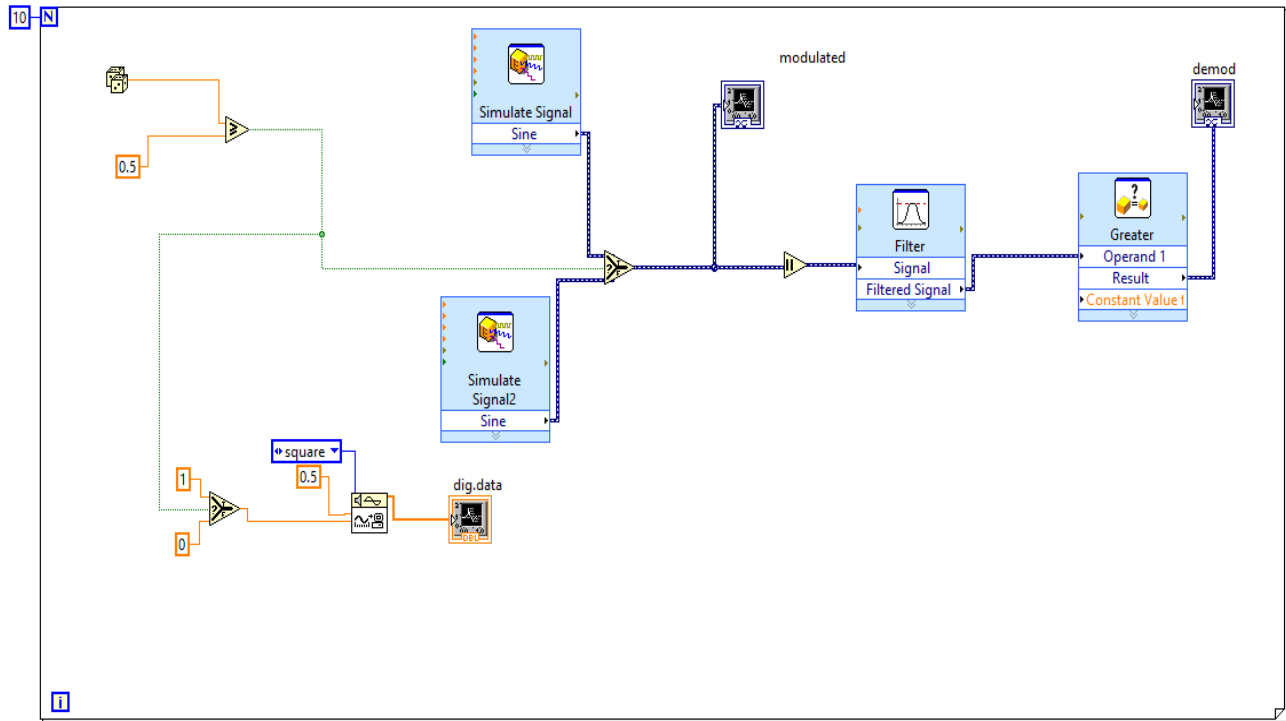 10 N
modulated
demod
Simulate Signal
Sine
0.5
Filter
Signal
Filtered Signal
Greater
Operand 1
Result
Constant Value
Simulate
Signal2
Sine
square
1
0.5
dig.data
DBL
0
i